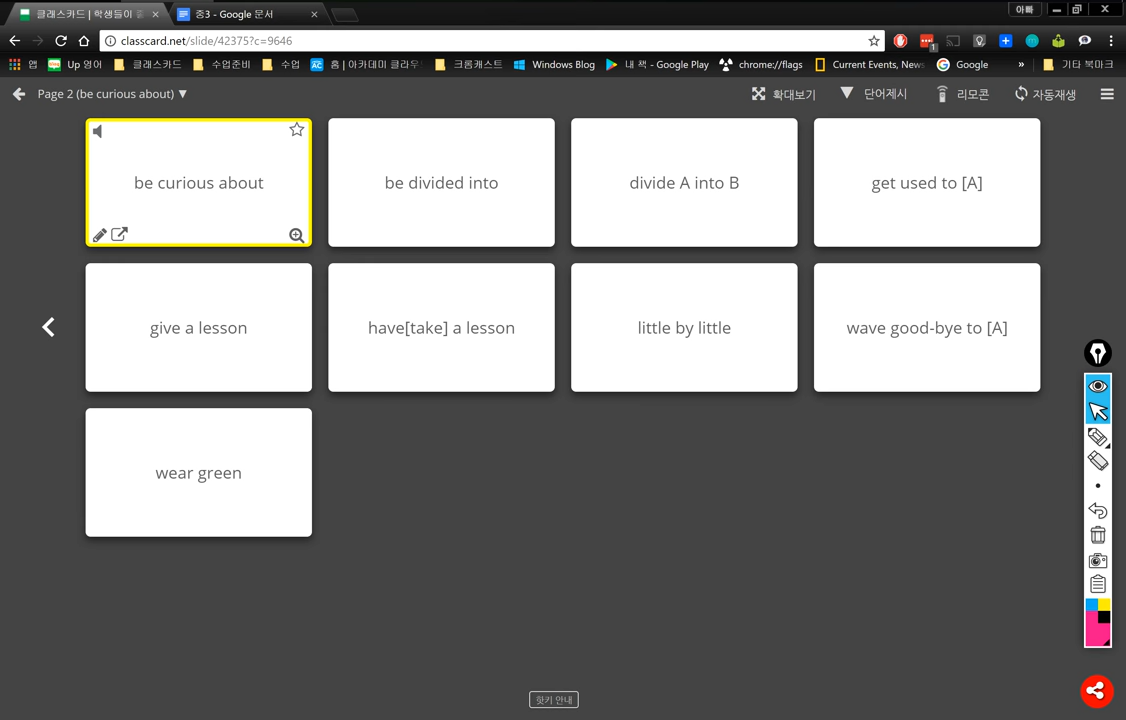 클래스카드 | 학생들이 좋
중3 - Google 문서
아빠
classcard.net/slide/42375?c=9646
1
앱
Up 영어
클래스카드
수업준비
수업
AC
홈 | 아카데미 클라우
크롬캐스트
Windows Blog
내 책 - Google Play
chrome://flags
Current Events, News
Google
»
기타 북마크
Page 2 (be curious about) ▼
확대보기
▼ 단어제시
리모콘
자동재생
be curious about
be divided into
divide A into B
get used to [A]
give a lesson
have[take] a lesson
little by little
wave good-bye to [A]
wear green
핫키 안내